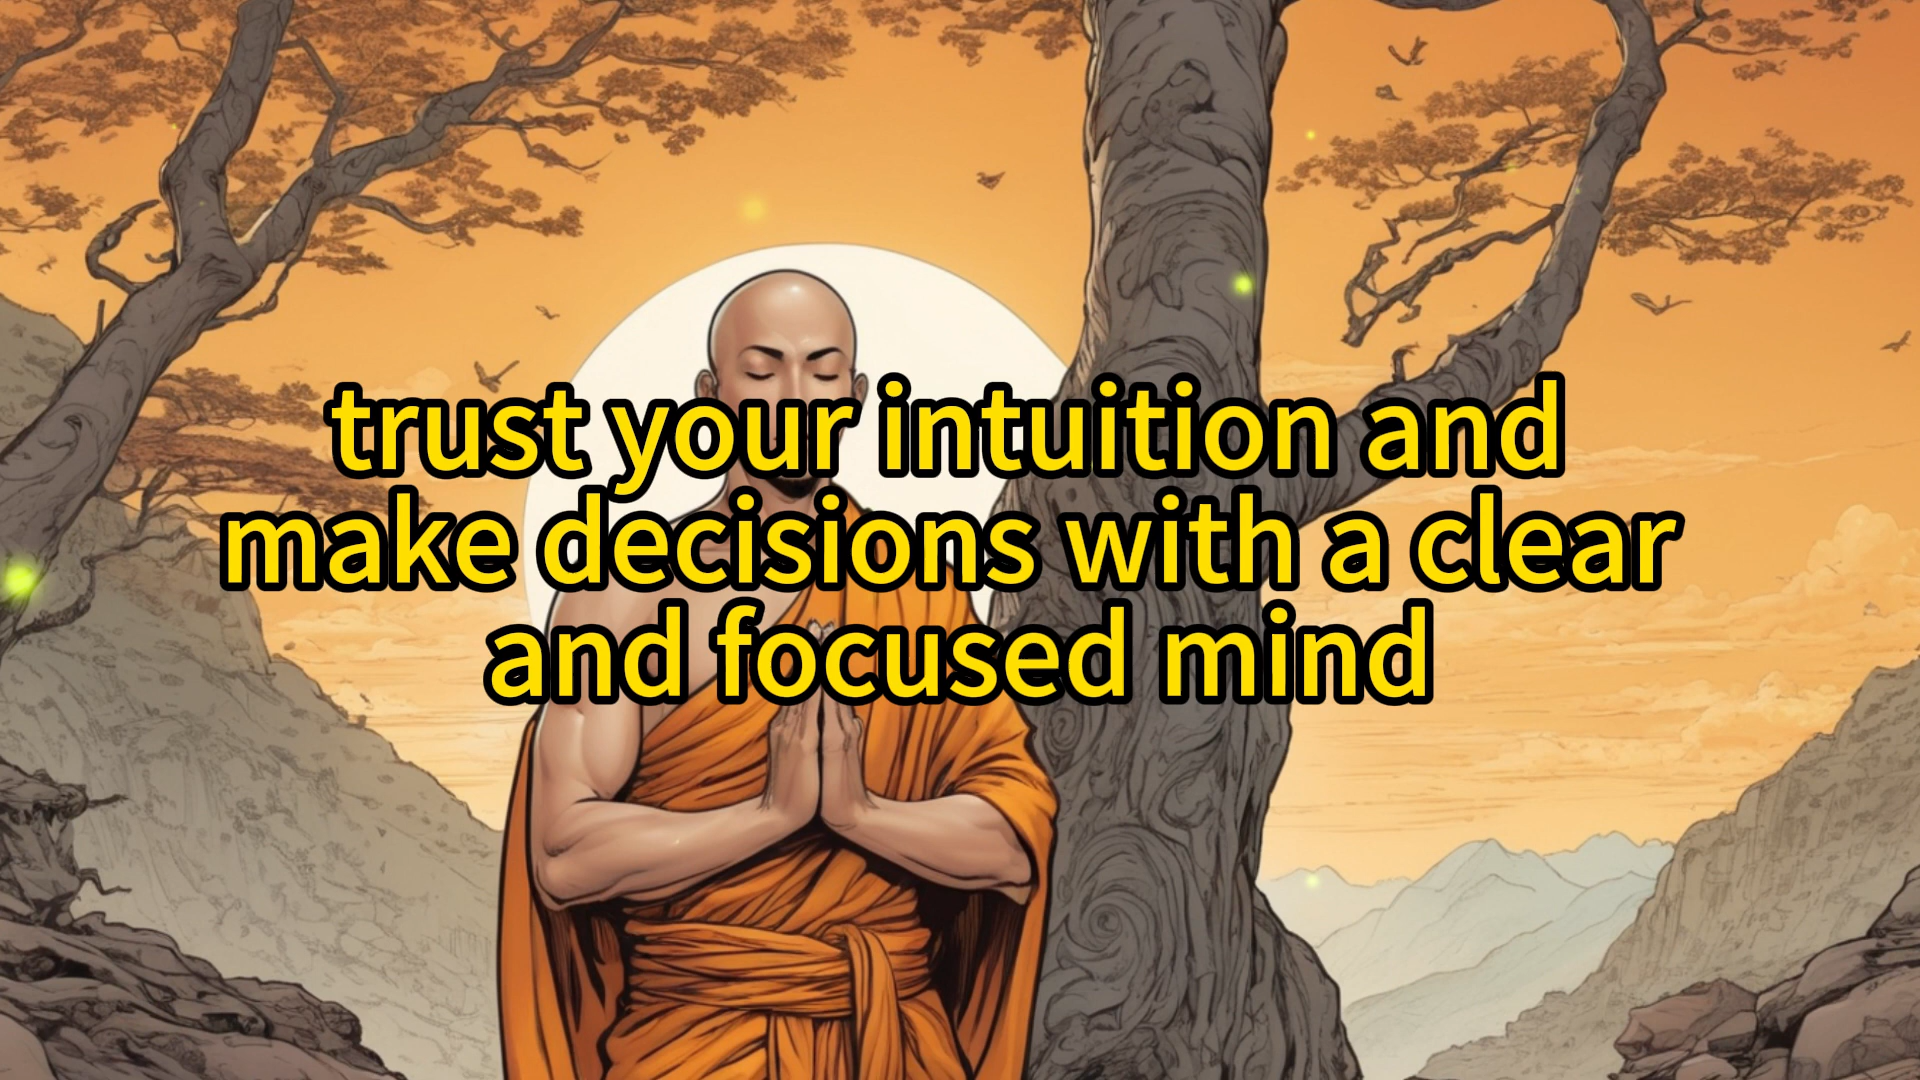 trust your intuition and
make decisions with a clear
and focused mind